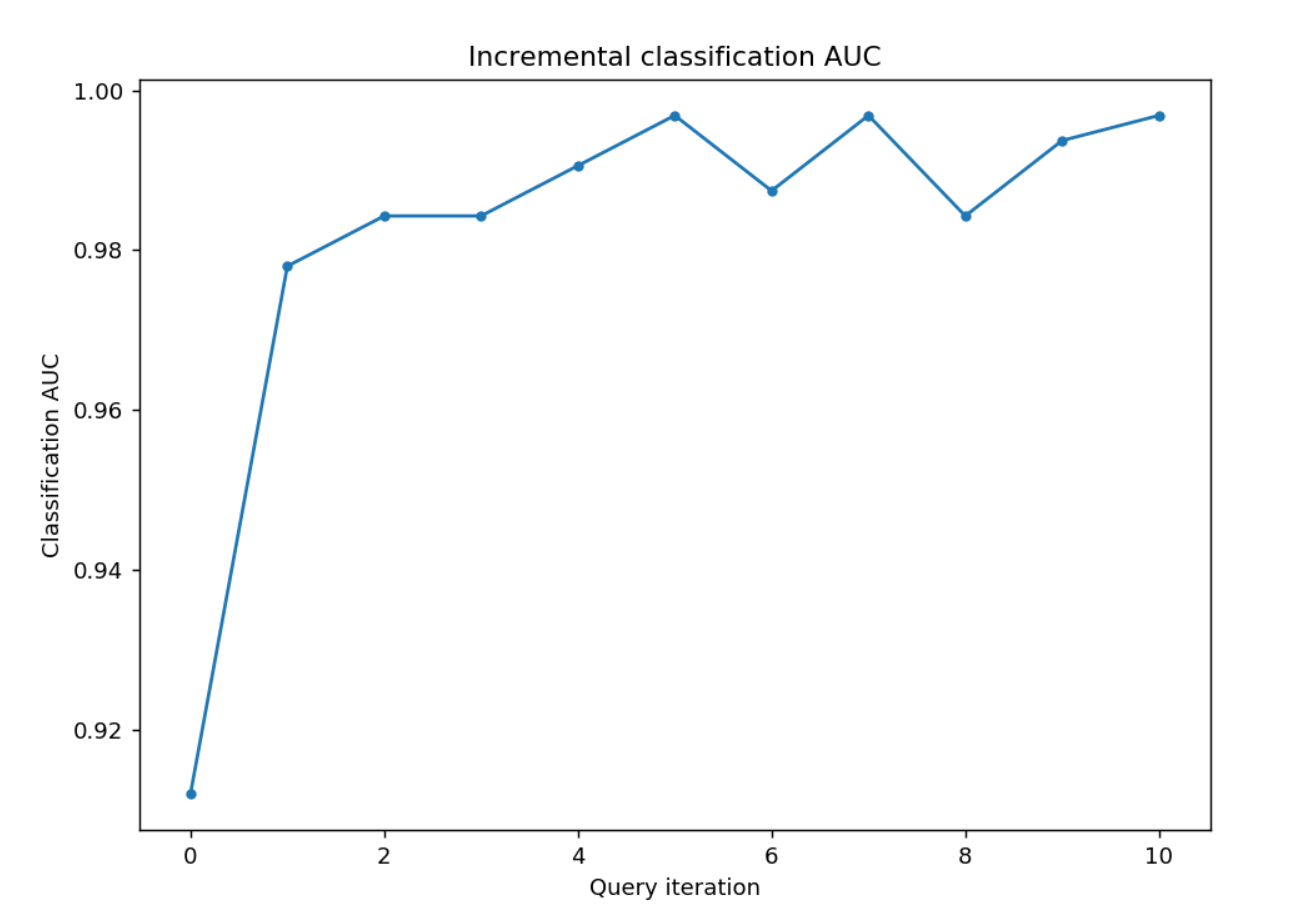 Incremental classification AUC
1.00
0.98
0.96
0.94
0.92
Classification AUC
0 2 4 6 8 10
Query iteration